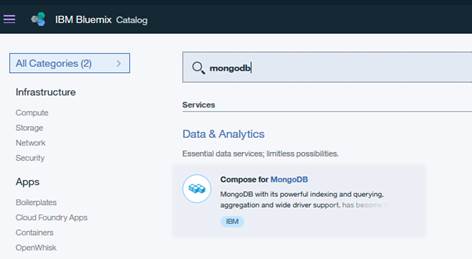 IBM Bluemix Catalog
All Categories (2)
Infrastructure
Compute
Storage
Network
Security
Apps
Boilerplates
Cloud Foundry Apps
Containers
OpenWhisk
mongodb
Services
Data & Analytics
Essential data services; limitless possibilities.
Compose for MongoDB
MongoDB with its powerful indexing and querying,
aggregation and wide driver support, has become
IBM